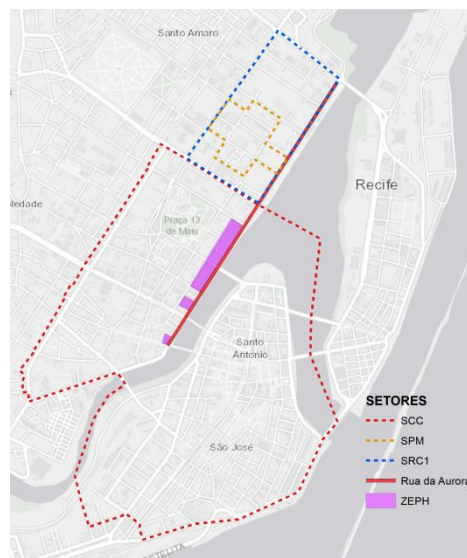 Santo Amaro
Recife
ledade
Praça 13
de Maio
Santo
Antônio
SETORES
SCC
SPM
SRC1
Rua da Aurora
ZEPH
São José